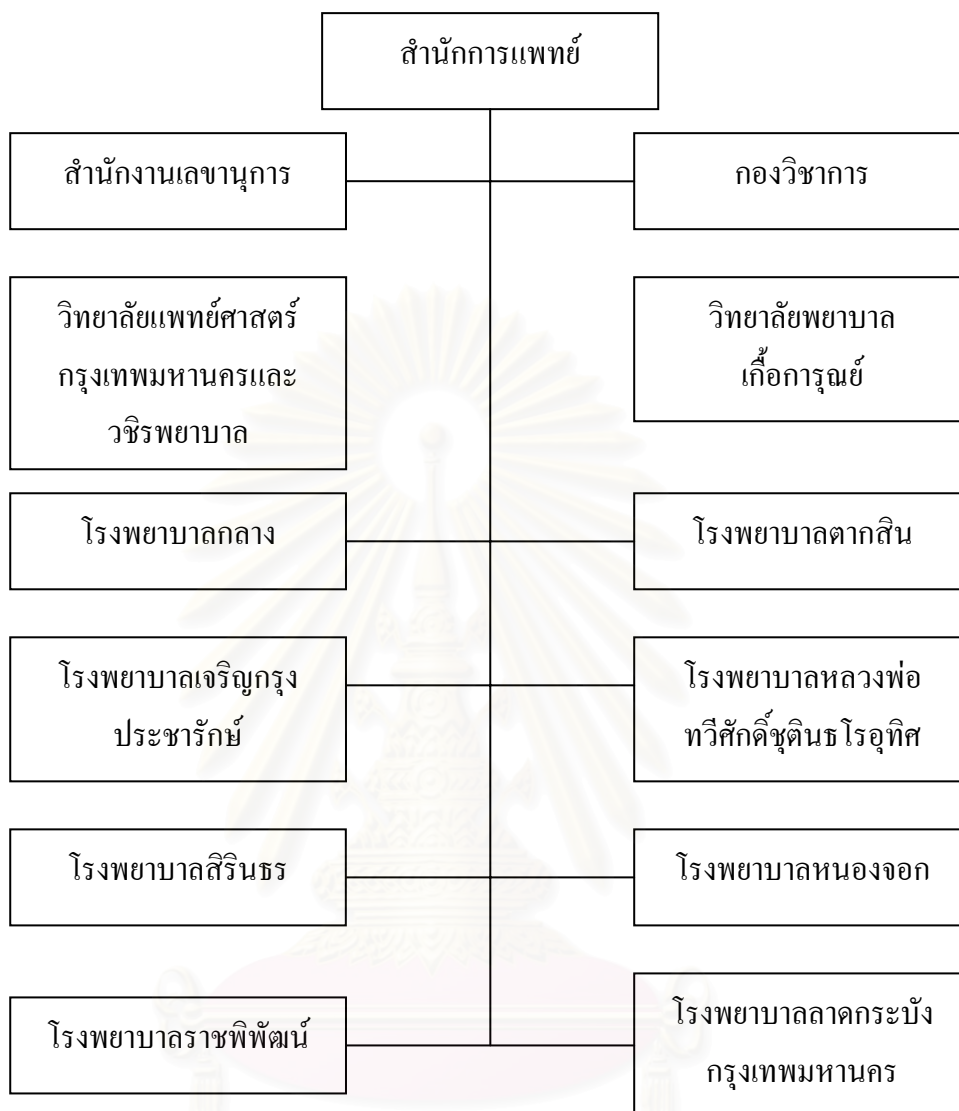 สำนักการแพทย์
สำนักงานเลขานุการ
กองวิชาการ
วิทยาลัยแพทย์ศาสตร์
กรุงเทพมหานครและ
วชิรพยาบาล
วิทยาลัยพยาบาล
เกื้อการุณย์
โรงพยาบาลกลาง
โรงพยาบาลตากสิน
โรงพยาบาลเจริญกรุง
ประชารักษ์
โรงพยาบาลหลวงพ่อ
ทวีศักดิ์ชุตินธโรอุทิศ
โรงพยาบาลสิรินธร
โรงพยาบาลหนองจอก
โรงพยาบาลราชพิพัฒน์
โรงพยาบาลลาดกระบัง
กรุงเทพมหานคร